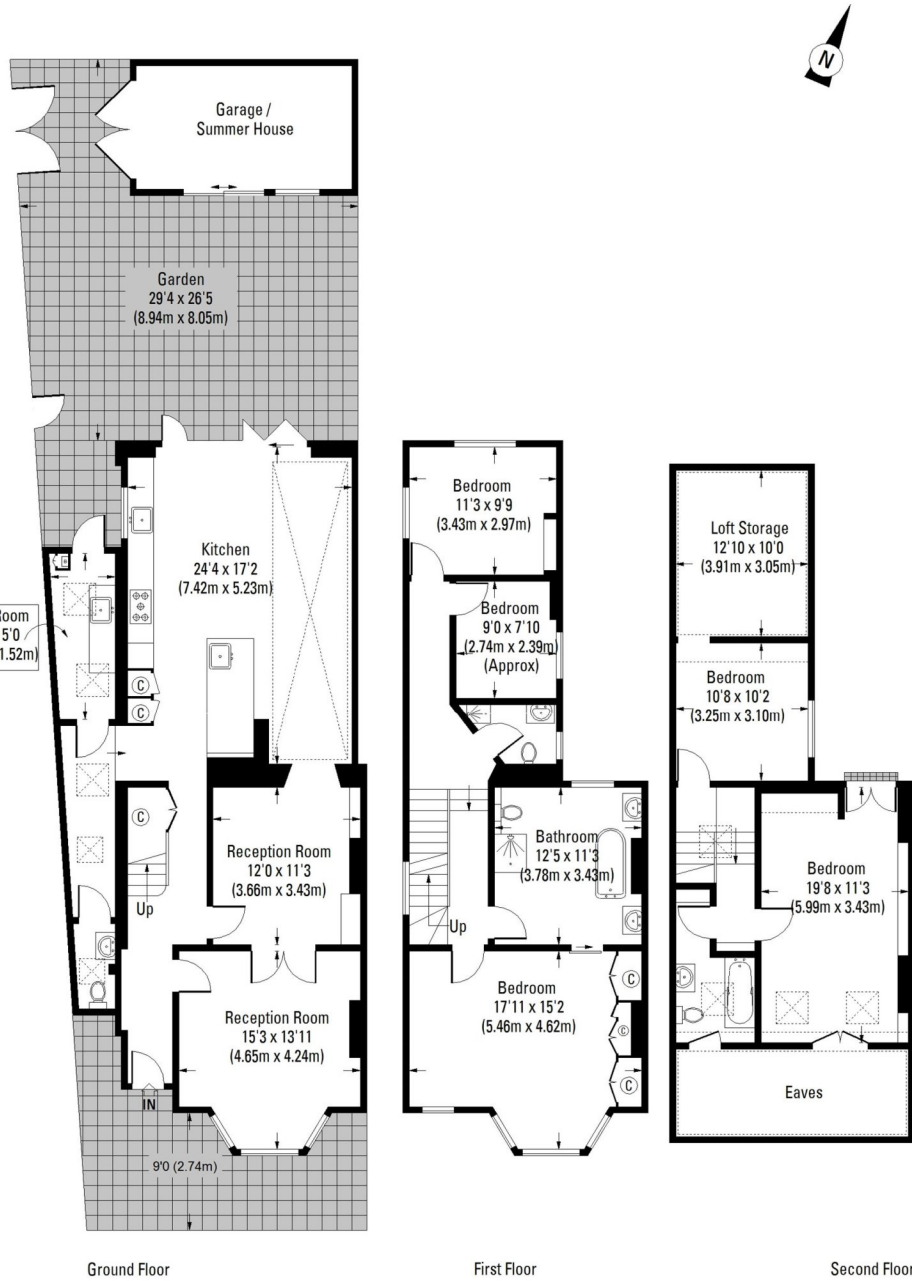 N
Garage /
Summer House
Garden
29'4 x 26'5
(8.94m x 8.05m)
Kitchen
24'4 x 17'2
(7.42m x 5.23m)
5'0
1.52m)
C
C
C
Reception Room
12'0 x 11'3
(3.66m x 3.43m)
Up
Reception Room
15'3 x 13'11
(4.65m x 4.24m)
IN
9'0 (2.74m)
Ground Floor
Bedroom
11'3 x 9'9
(3.43m x 2.97m)
Bedroom
9'0 x 7'10
(2.74m x 2.39m)
(Approx)
Bathroom
12'5 x 11'3
(3.78m x 3.43m)
Up
Bedroom
17'11 x 15'2
(5.46m x 4.62m)
C
C
C
First Floor
Loft Storage
12'10 x 10'0
(3.91m x 3.05m)
Bedroom
10'8 x 10'2
(3.25m x 3.10m)
Bedroom
19'8 x 11'3
(5.99m x 3.43m)
Eaves
Second Floor